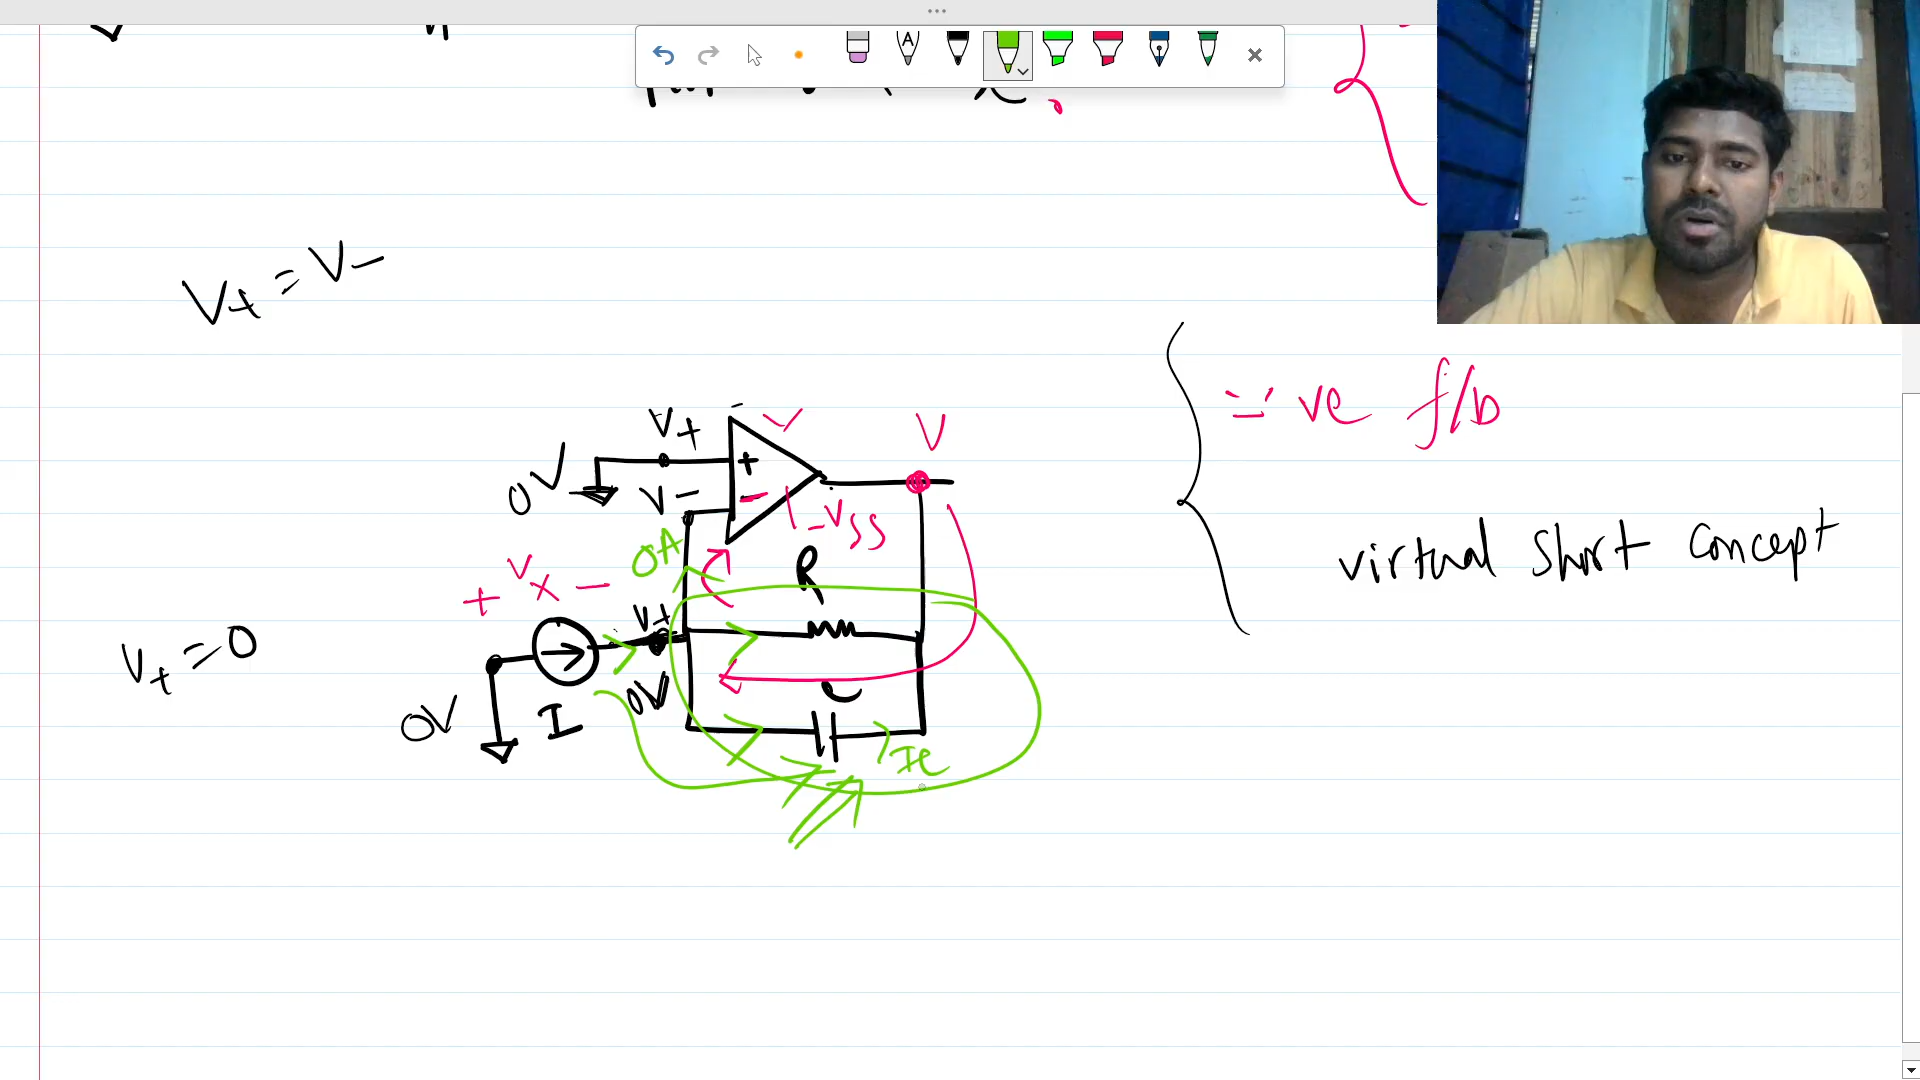 V+ = V-
-ve f/b
V+
V
0V
+
V-
-
-Vss
virtual short concept
0A
R
+ Vx -
V+
V+ = 0
0V
C
0V
I
Ic